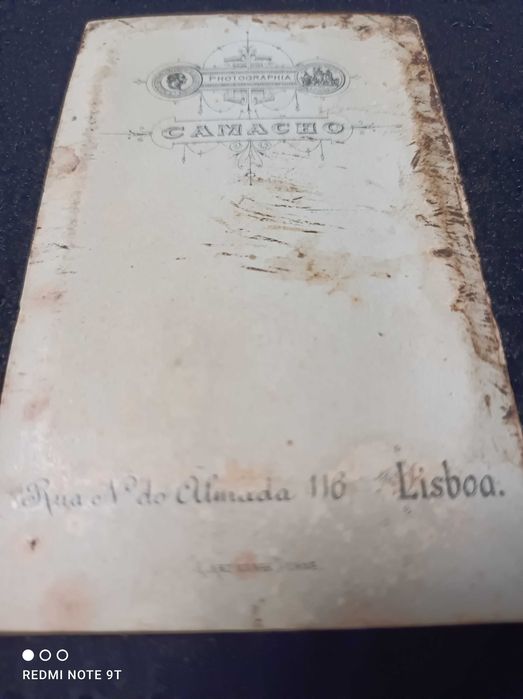 PHOTOGRAPHIA
CAMACHO
Rua N.º do Almada 116 Lisboa.
REDMI NOTE 9T